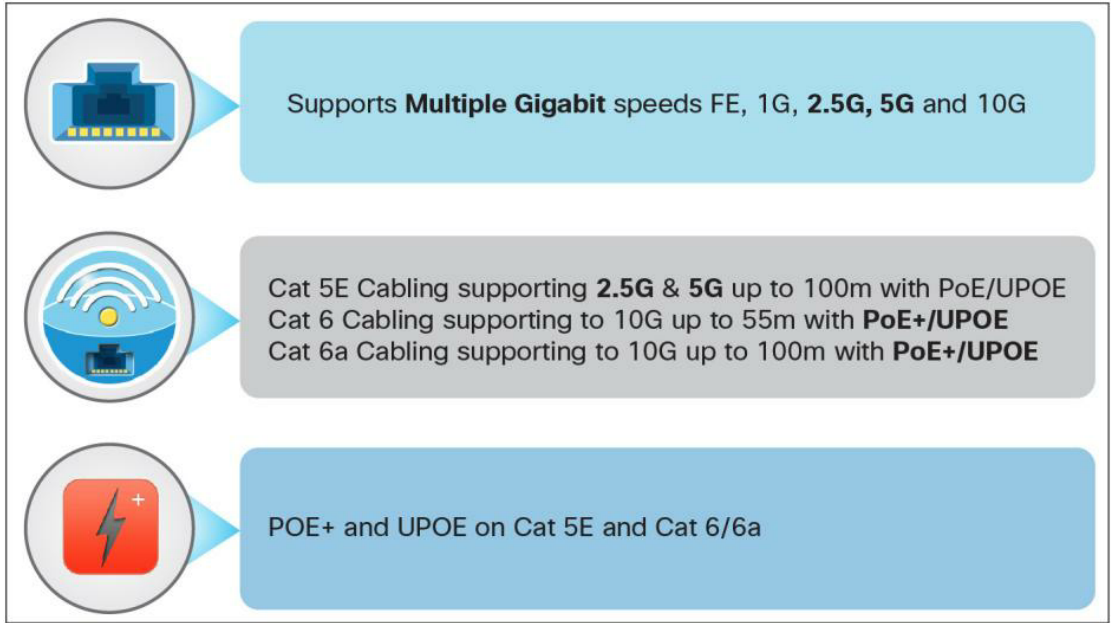 Supports Multiple Gigabit speeds FE, 1G, 2.5G, 5G and 10G
Cat 5E Cabling supporting 2.5G & 5G up to 100m with PoE/UPOE
Cat 6 Cabling supporting to 10G up to 55m with PoE+/UPOE
Cat 6a Cabling supporting to 10G up to 100m with PoE+/UPOE
POE+ and UPOE on Cat 5E and Cat 6/6a